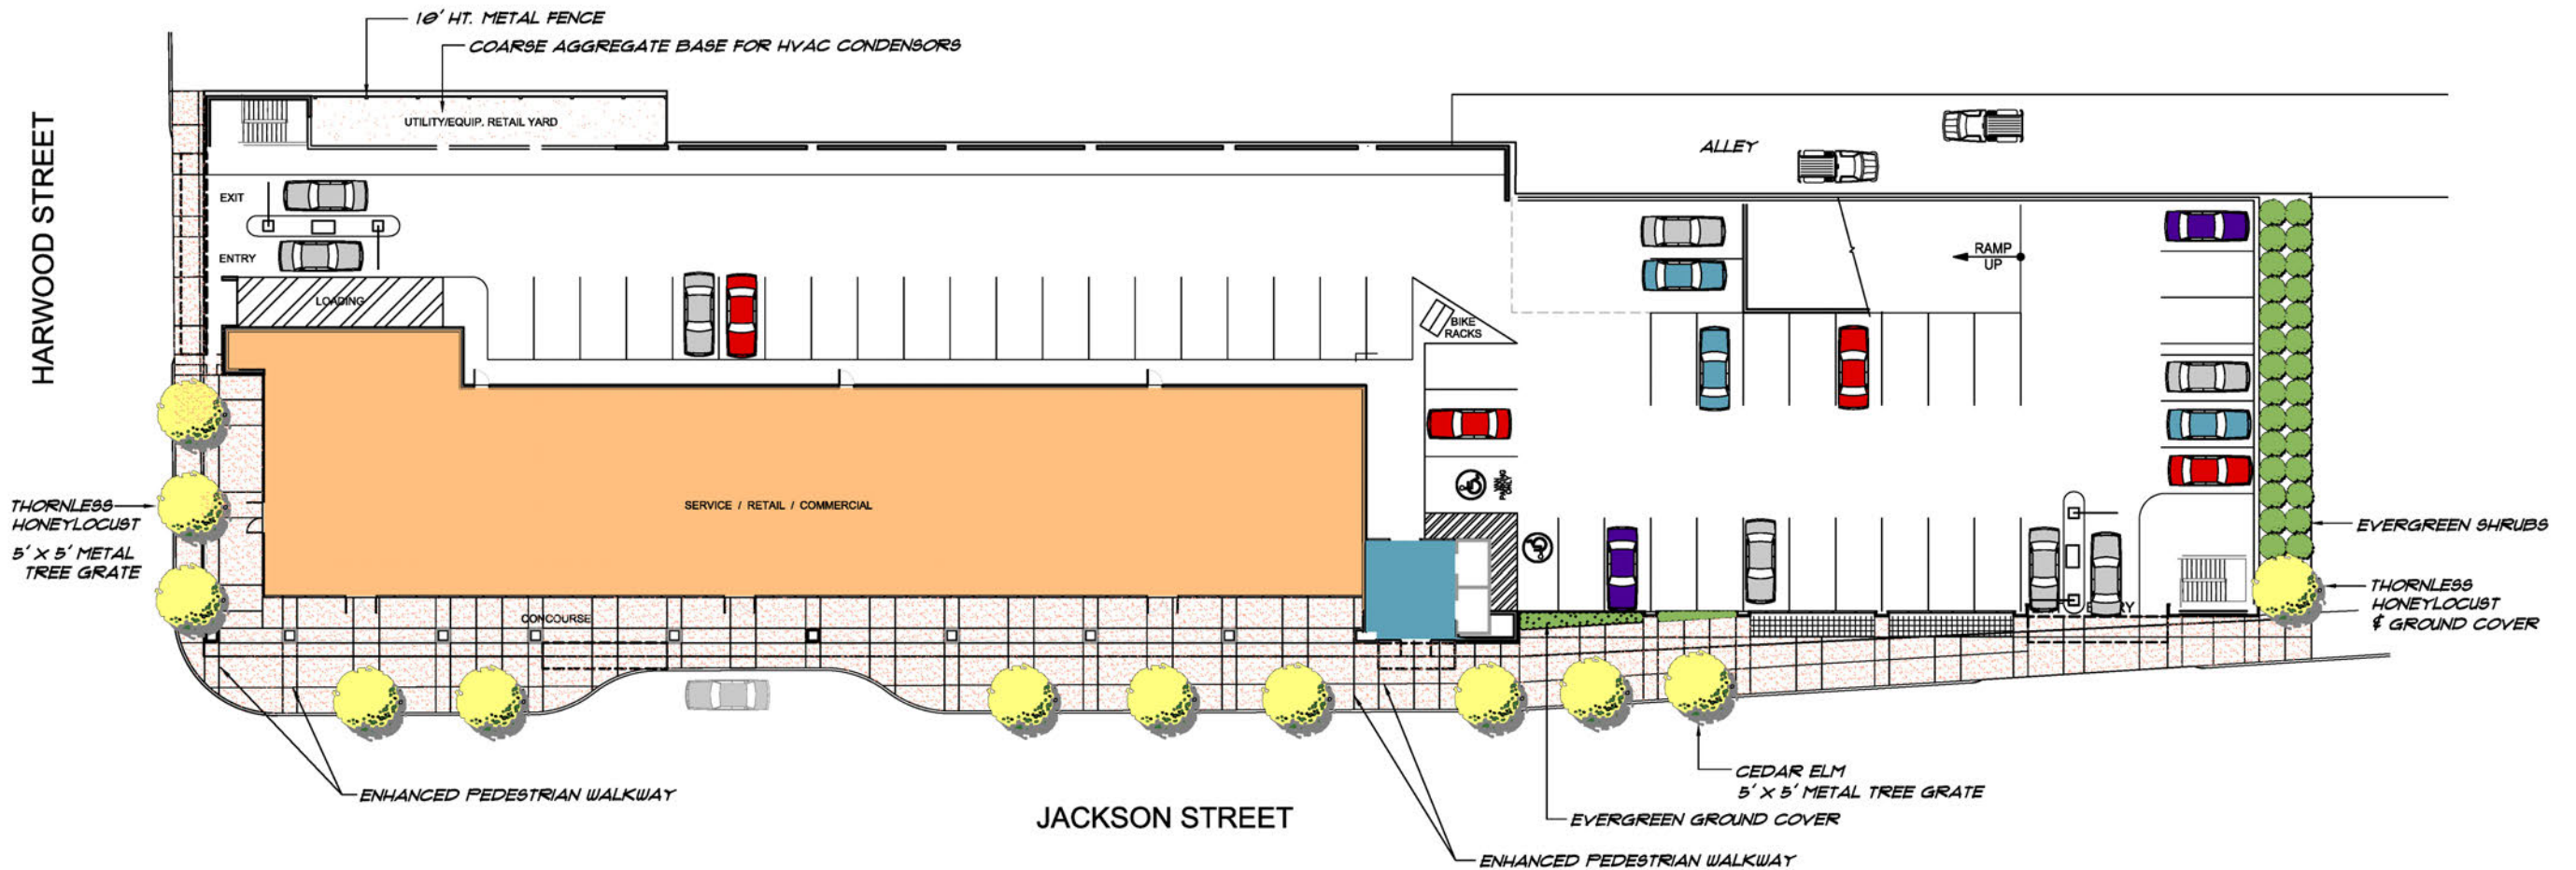 10' HT. METAL FENCE
COARSE AGGREGATE BASE FOR HVAC CONDENSORS
HARWOOD STREET
UTILITY/EQUIP. RETAIL YARD
ALLEY
EXIT
ENTRY
LOADING
RAMP
UP
BIKE
RACKS
VAN
PARKING
ONLY
SERVICE / RETAIL / COMMERCIAL
THORNLESS
HONEYLOCUST
5' X 5' METAL
TREE GRATE
EVERGREEN SHRUBS
THORNLESS
HONEYLOCUST
& GROUND COVER
CONCOURSE
ENHANCED PEDESTRIAN WALKWAY
JACKSON STREET
CEDAR ELM
5' X 5' METAL TREE GRATE
EVERGREEN GROUND COVER
ENHANCED PEDESTRIAN WALKWAY